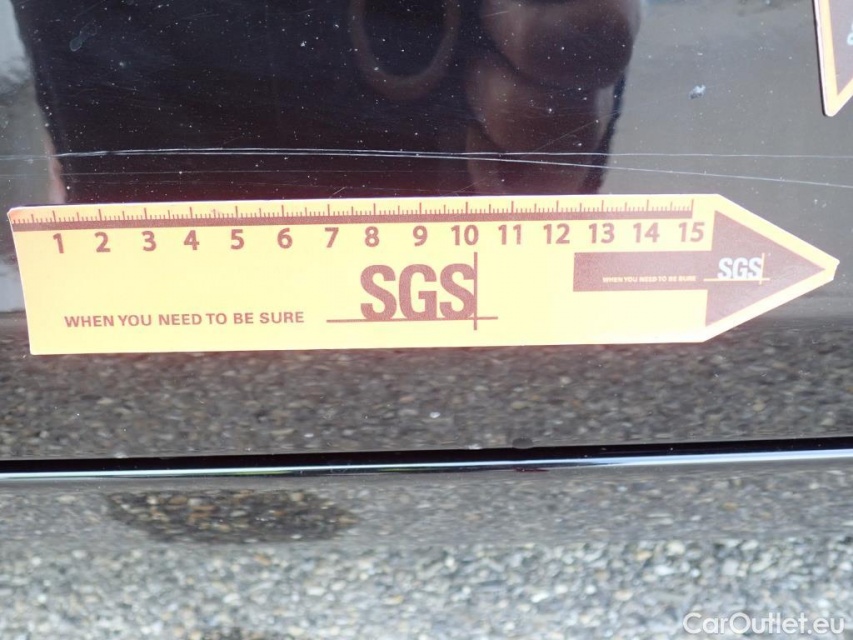 1 2 3 4 5 6 7 8 9 10 11 12 13 14 15
SGS
WHEN YOU NEED TO BE SURE
WHEN YOU NEED TO BE SURE
SGS
CarOutlet.eu